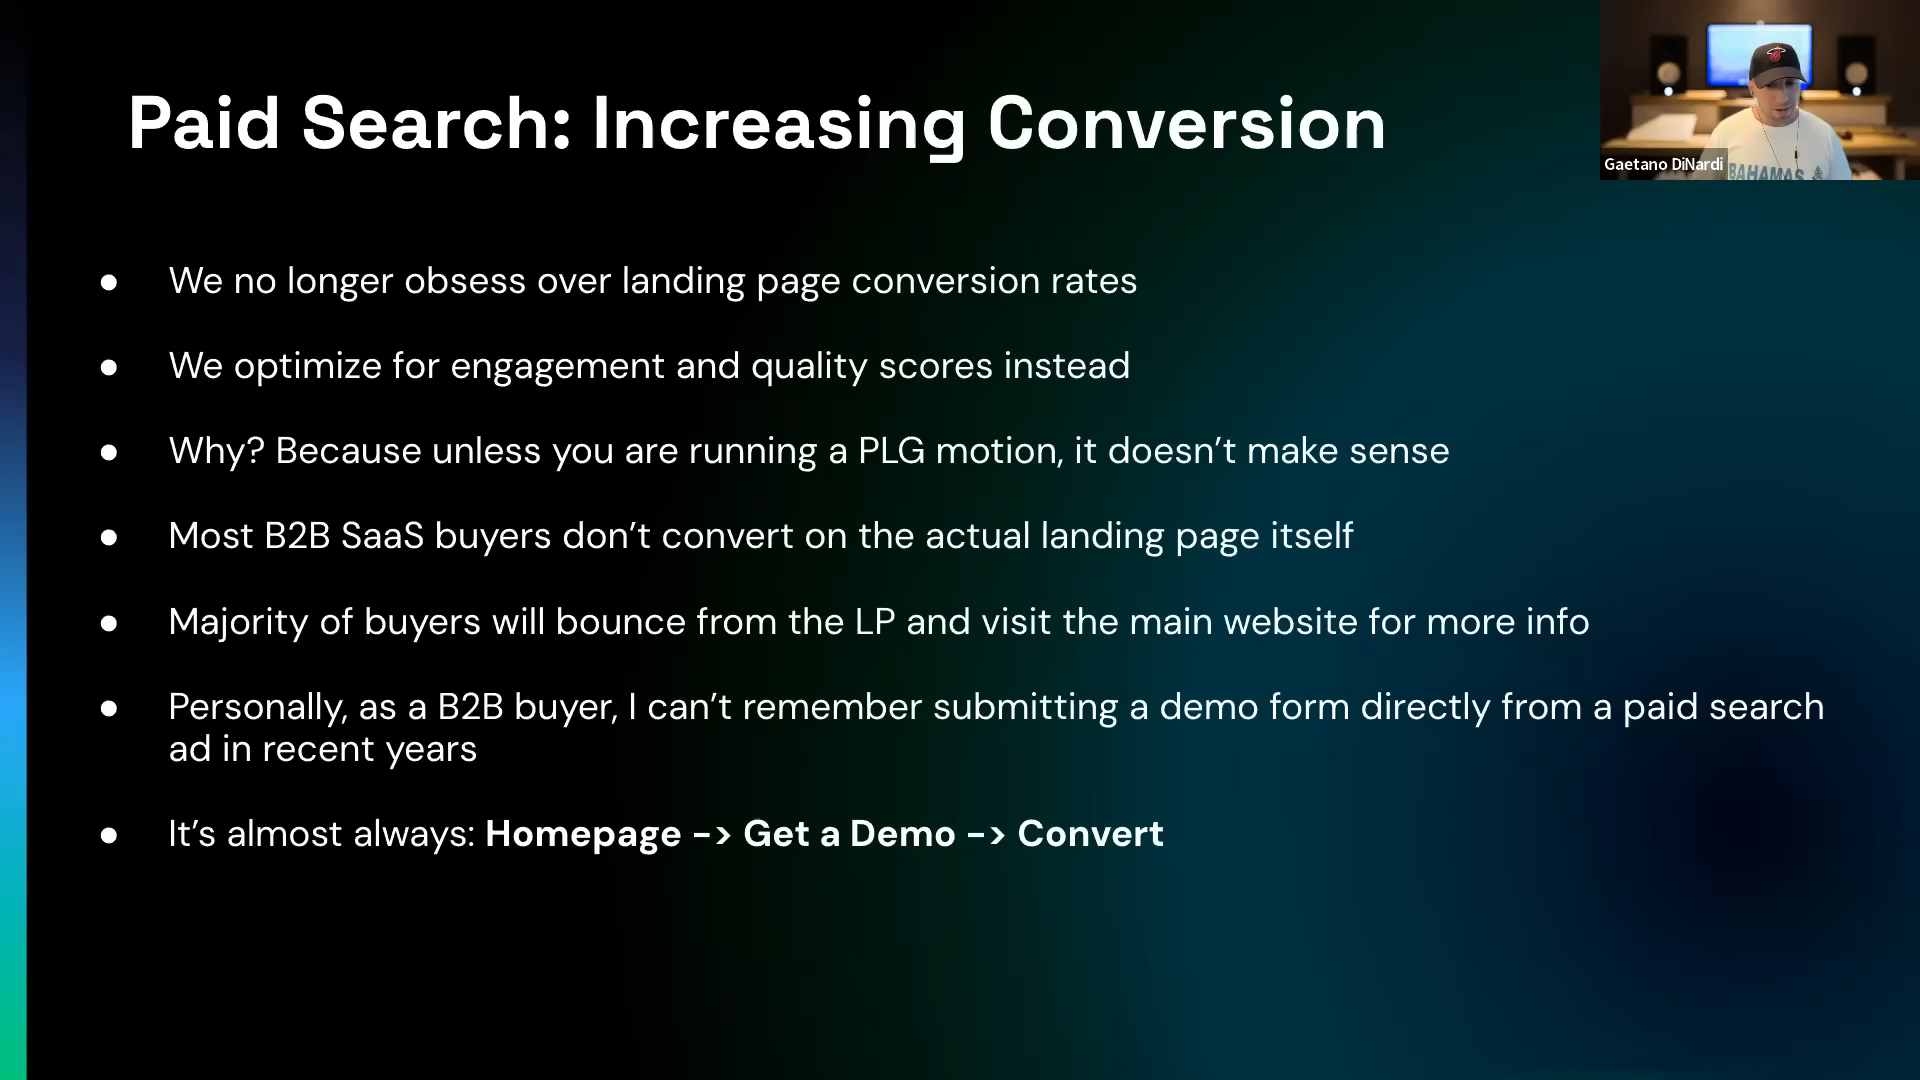 Paid Search: Increasing Conversion
Gaetano DiNardi
BAHAMAS
● We no longer obsess over landing page conversion rates
● We optimize for engagement and quality scores instead
● Why? Because unless you are running a PLG motion, it doesn’t make sense
● Most B2B SaaS buyers don’t convert on the actual landing page itself
● Majority of buyers will bounce from the LP and visit the main website for more info
● Personally, as a B2B buyer, I can’t remember submitting a demo form directly from a paid search
ad in recent years
● It’s almost always: Homepage -> Get a Demo -> Convert